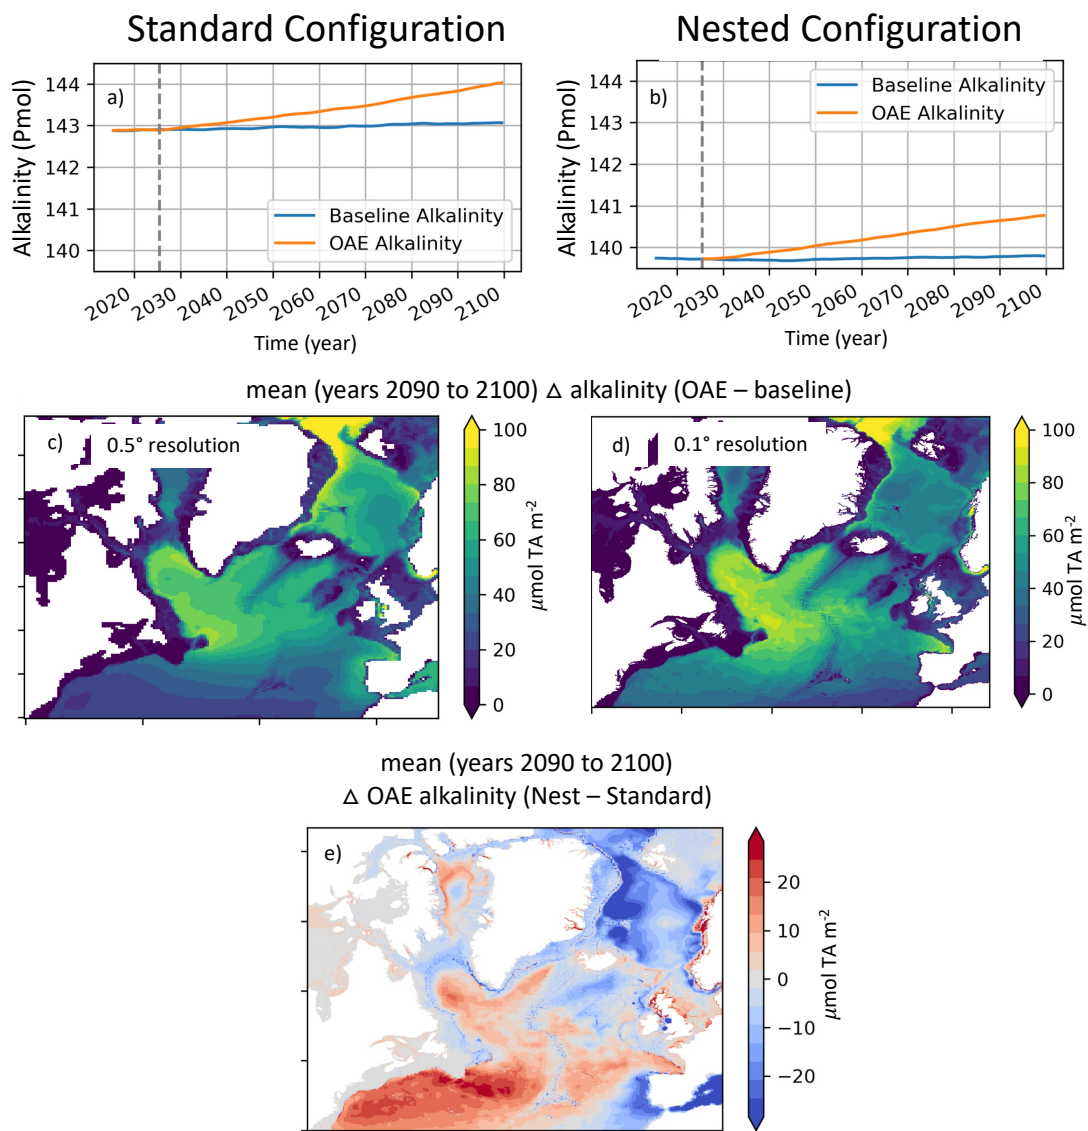 Standard Configuration
Nested Configuration
Alkalinity (Pmol)
144
143
142
141
140
a)
Baseline Alkalinity
OAE Alkalinity
2020 2030 2040 2050 2060 2070 2080 2090 2100
Time (year)
Alkalinity (Pmol)
144
143
142
141
140
b)
Baseline Alkalinity
OAE Alkalinity
2020 2030 2040 2050 2060 2070 2080 2090 2100
Time (year)
mean (years 2090 to 2100) Δ alkalinity (OAE – baseline)
c) 0.5° resolution
100
80
60
40
20
0
μmol TA m⁻²
d) 0.1° resolution
100
80
60
40
20
0
μmol TA m⁻²
mean (years 2090 to 2100)
Δ OAE alkalinity (Nest – Standard)
e)
20
10
0
−10
−20
μmol TA m⁻²